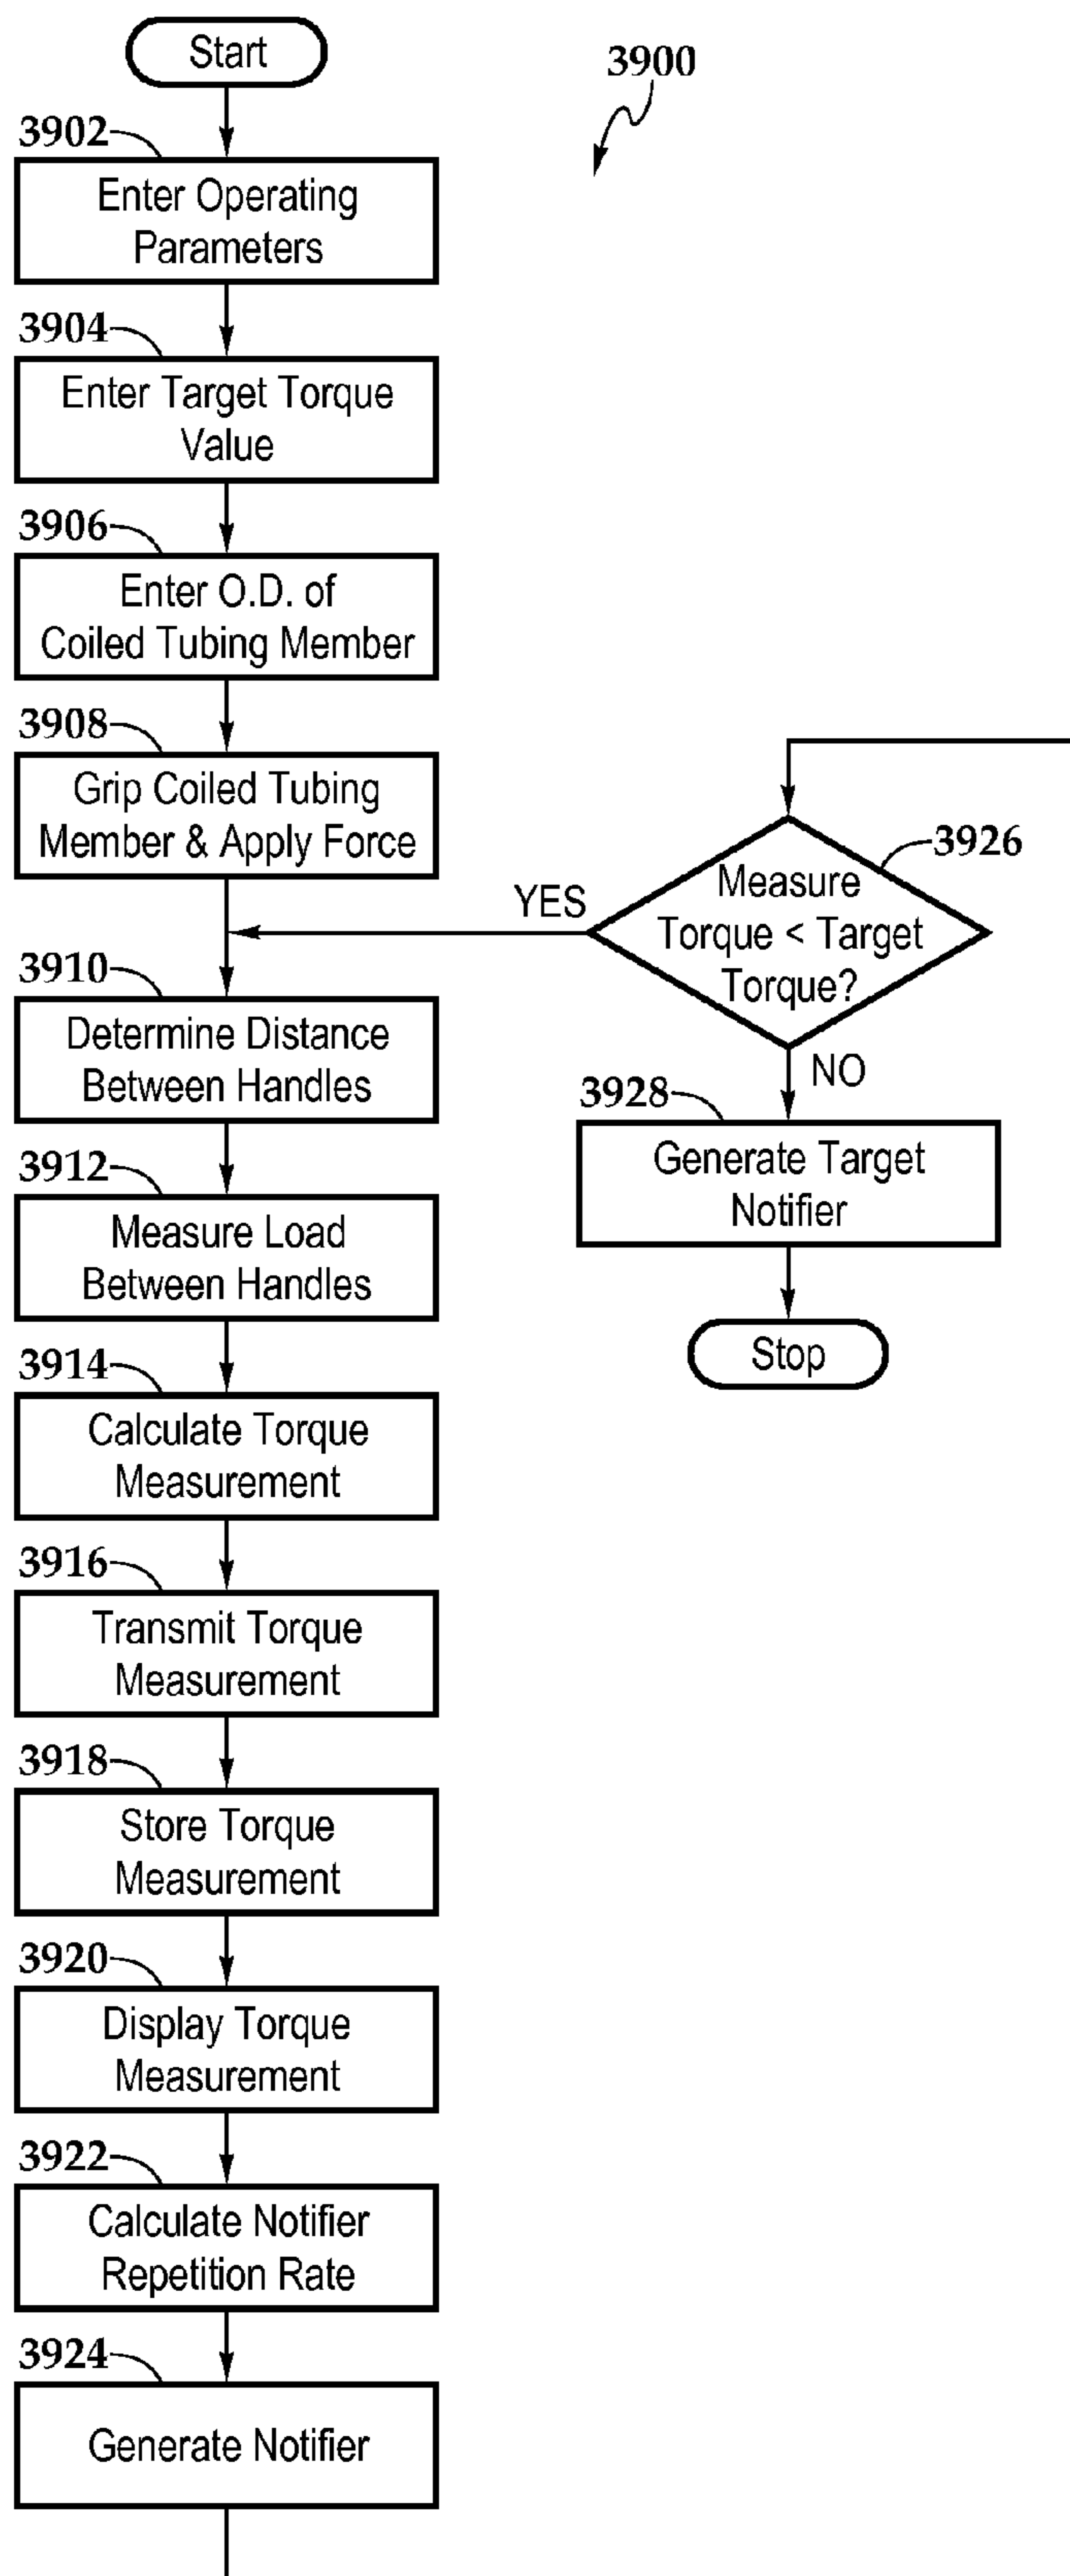 Start
3900
3902
Enter Operating
Parameters
3904
Enter Target Torque
Value
3906
Enter O.D. of
Coiled Tubing Member
3908
Grip Coiled Tubing
Member & Apply Force
3910
Determine Distance
Between Handles
3912
Measure Load
Between Handles
3914
Calculate Torque
Measurement
3916
Transmit Torque
Measurement
3918
Store Torque
Measurement
3920
Display Torque
Measurement
3922
Calculate Notifier
Repetition Rate
3924
Generate Notifier
3926
Measure
Torque < Target
Torque?
YES
NO
3928
Generate Target
Notifier
Stop